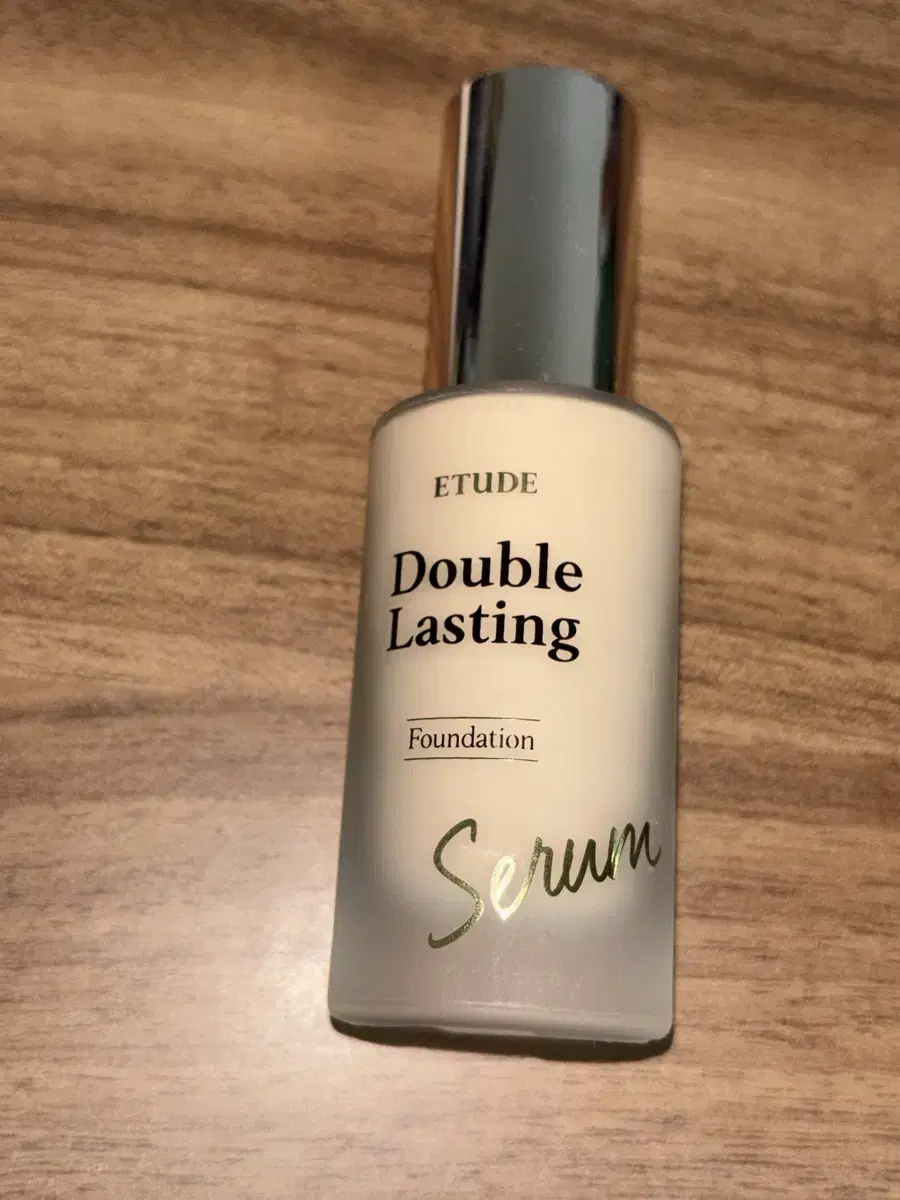 ETUDE
Double
Lasting
Foundation
Serum